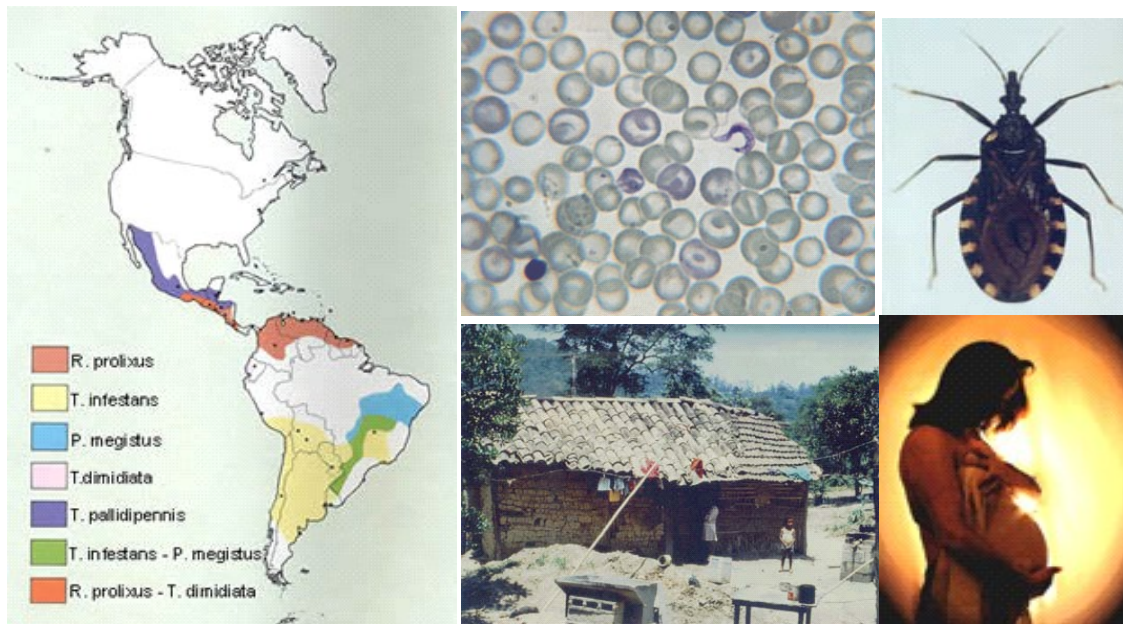 R. prolixus
T. infestans
P. megistus
T.dimidiata
T. pallidipennis
T. infestans - P. megistus
R. prolixus - T. dimidiata